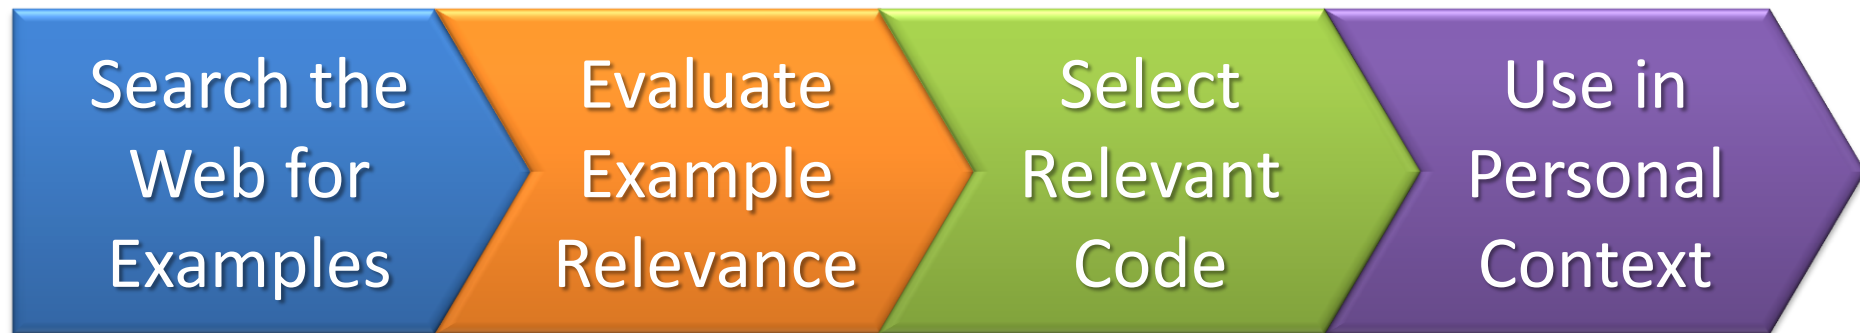 Search the
Web for
Examples
Evaluate
Example
Relevance
Select
Relevant
Code
Use in
Personal
Context